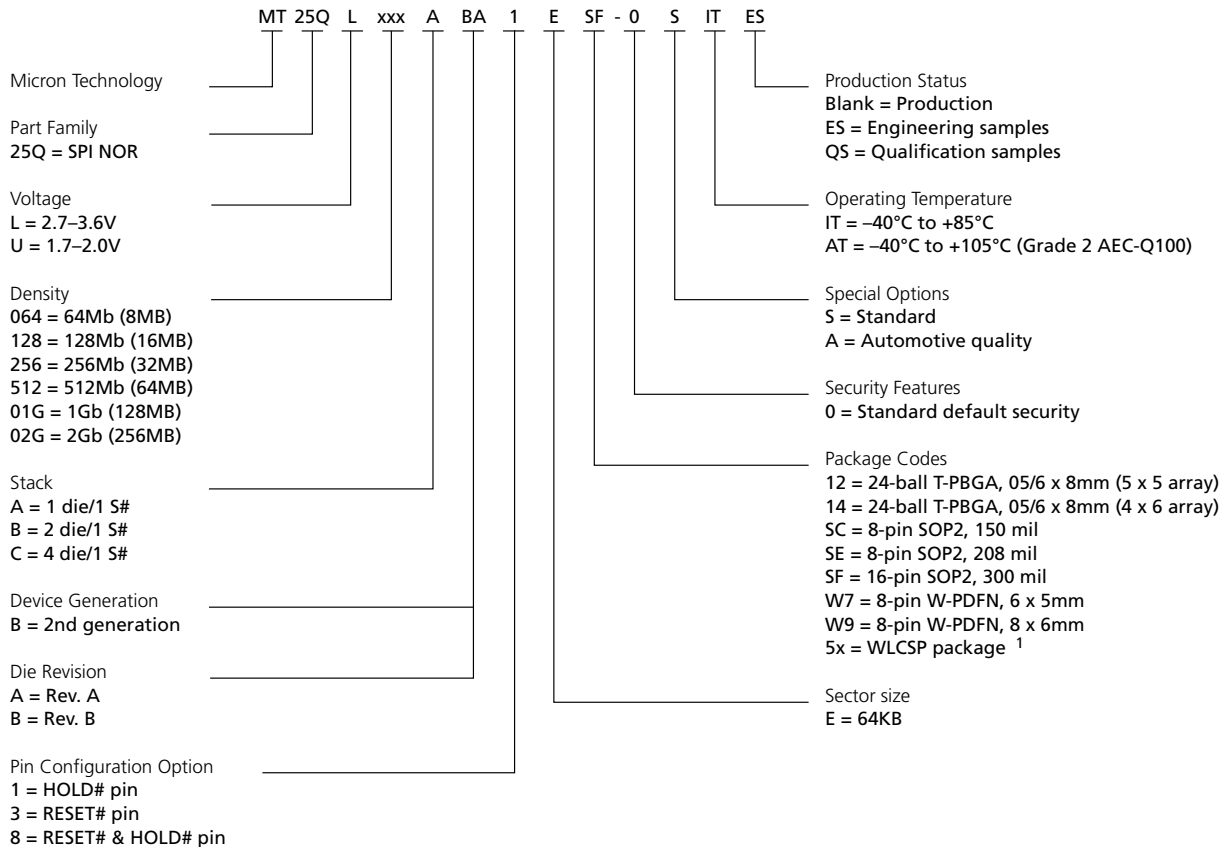 MT 25Q L xxx A BA 1 E SF - 0 S IT ES
Micron Technology
Part Family
25Q = SPI NOR
Voltage
L = 2.7–3.6V
U = 1.7–2.0V
Density
064 = 64Mb (8MB)
128 = 128Mb (16MB)
256 = 256Mb (32MB)
512 = 512Mb (64MB)
01G = 1Gb (128MB)
02G = 2Gb (256MB)
Stack
A = 1 die/1 S#
B = 2 die/1 S#
C = 4 die/1 S#
Device Generation
B = 2nd generation
Die Revision
A = Rev. A
B = Rev. B
Pin Configuration Option
1 = HOLD# pin
3 = RESET# pin
8 = RESET# & HOLD# pin
Production Status
Blank = Production
ES = Engineering samples
QS = Qualification samples
Operating Temperature
IT = –40°C to +85°C
AT = –40°C to +105°C (Grade 2 AEC-Q100)
Special Options
S = Standard
A = Automotive quality
Security Features
0 = Standard default security
Package Codes
12 = 24-ball T-PBGA, 05/6 x 8mm (5 x 5 array)
14 = 24-ball T-PBGA, 05/6 x 8mm (4 x 6 array)
SC = 8-pin SOP2, 150 mil
SE = 8-pin SOP2, 208 mil
SF = 16-pin SOP2, 300 mil
W7 = 8-pin W-PDFN, 6 x 5mm
W9 = 8-pin W-PDFN, 8 x 6mm
5x = WLCSP package 1
Sector size
E = 64KB